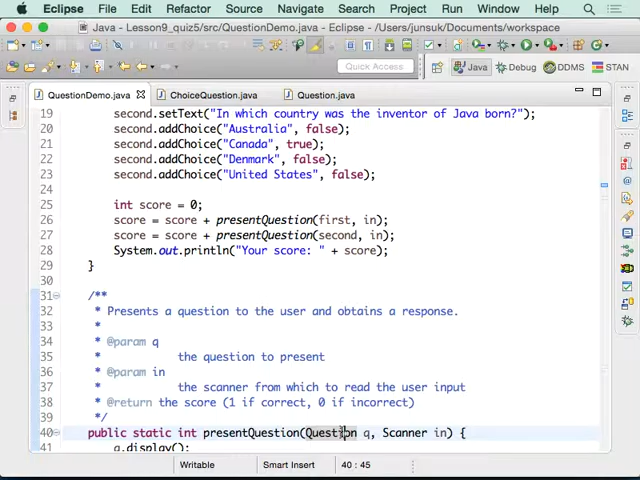 Eclipse File Edit Refactor Source Navigate Search Project Run Window Help
Java - Lesson9_quiz5/src/QuestionDemo.java - Eclipse - /Users/junsuk/Documents/workspace
Quick Access Java Debug DDMS STAN
QuestionDemo.java ChoiceQuestion.java Question.java
19 second.setText("In which country was the inventor of Java born?");
20 second.addChoice("Australia", false);
21 second.addChoice("Canada", true);
22 second.addChoice("Denmark", false);
23 second.addChoice("United States", false);
24
25 int score = 0;
26 score = score + presentQuestion(first, in);
27 score = score + presentQuestion(second, in);
28 System.out.println("Your score: " + score);
29 }
30
31 /**
32 * Presents a question to the user and obtains a response.
33 *
34 * @param q
35 * the question to present
36 * @param in
37 * the scanner from which to read the user input
38 * @return the score (1 if correct, 0 if incorrect)
39 */
40 public static int presentQuestion(Question q, Scanner in) {
41 q.display();
Writable Smart Insert 40 : 45